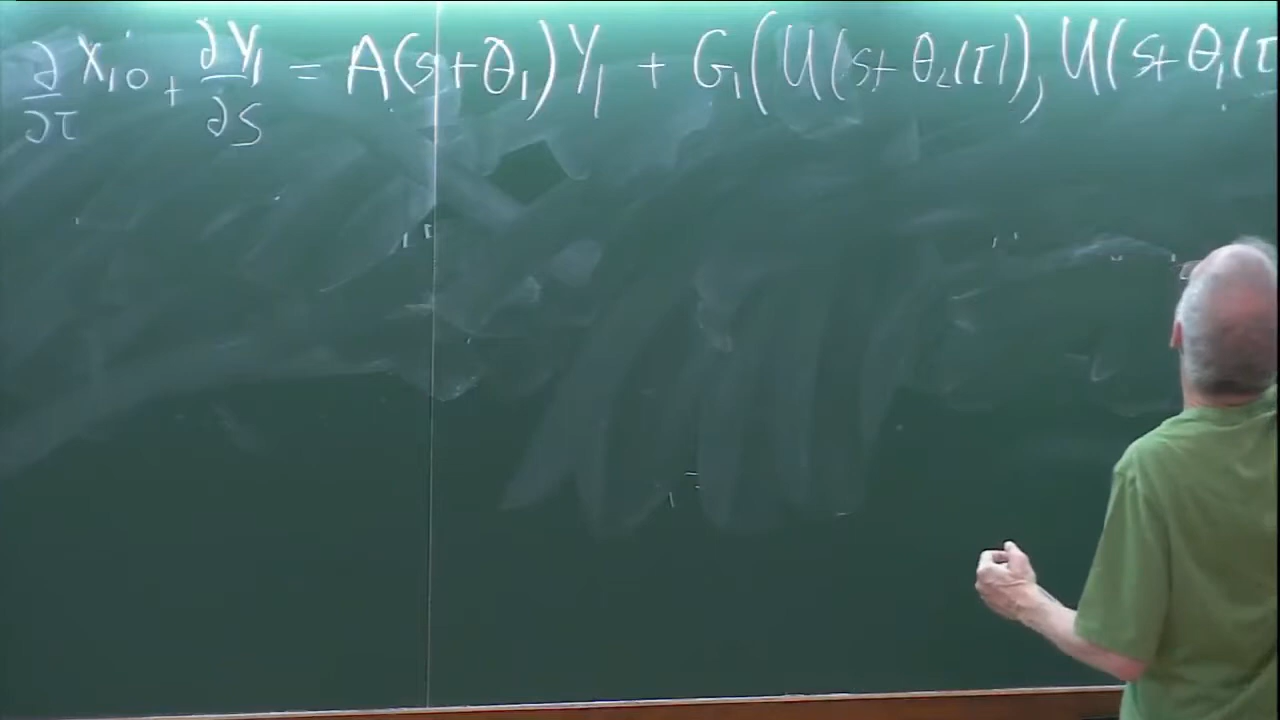 ∂/∂τ X₁₀ + ∂Y₁/∂s = A(s+θ₁)Y₁ + G₁(U(s+θ₂(τ)), U(s+θ₁(τ